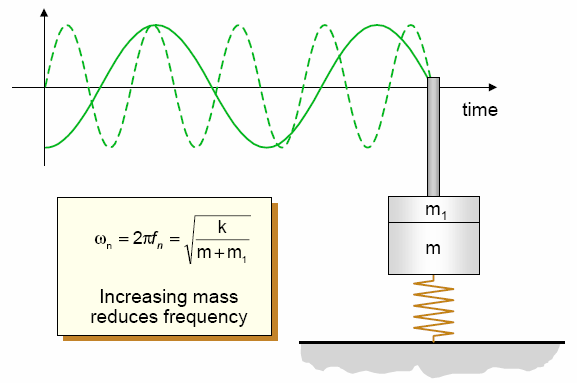 time
m₁
m
ωₙ = 2πfₙ = √(k / (m + m₁))
Increasing mass
reduces frequency